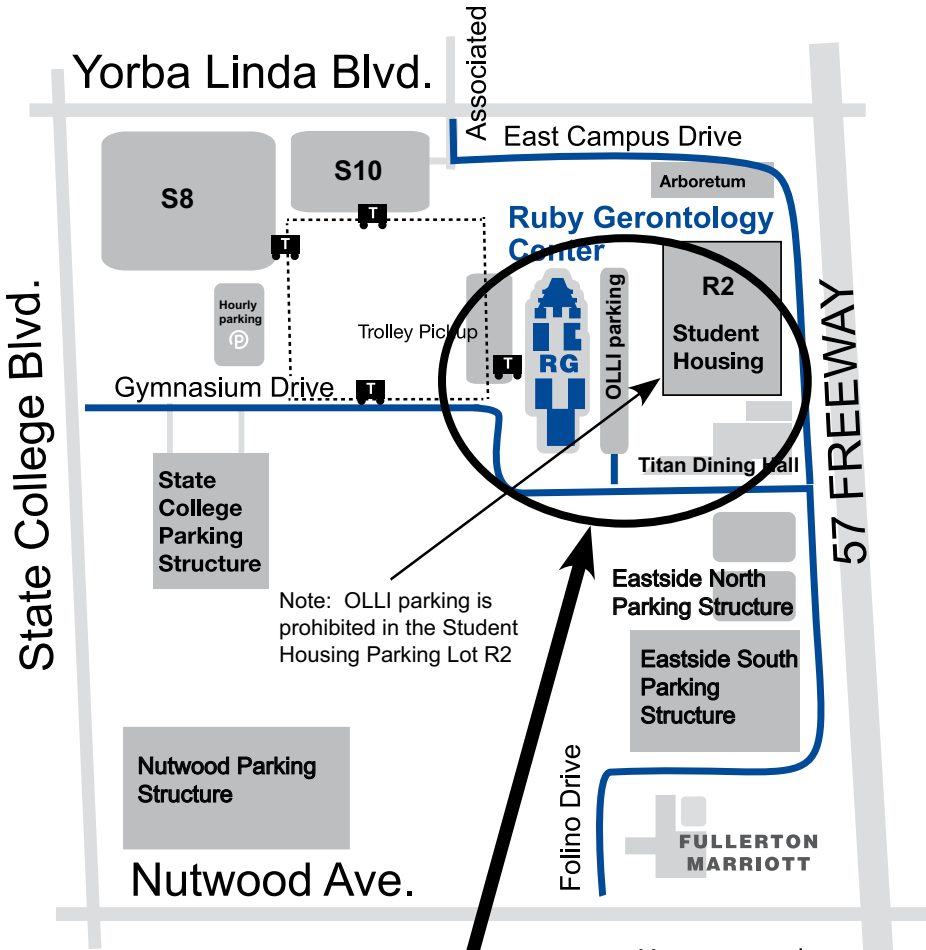 Yorba Linda Blvd.
Associated
East Campus Drive
S8
S10
T
T
Arboretum
Ruby Gerontology
Center
R2
Student
Housing
Hourly
parking
P
Trolley Pickup
T
RG
OLLI parking
State College Blvd.
57 FREEWAY
Gymnasium Drive
T
Titan Dining Hall
State
College
Parking
Structure
Note: OLLI parking is
prohibited in the Student
Housing Parking Lot R2
Eastside North
Parking Structure
Eastside South
Parking
Structure
Nutwood Parking
Structure
Folino Drive
FULLERTON
MARRIOTT
Nutwood Ave.